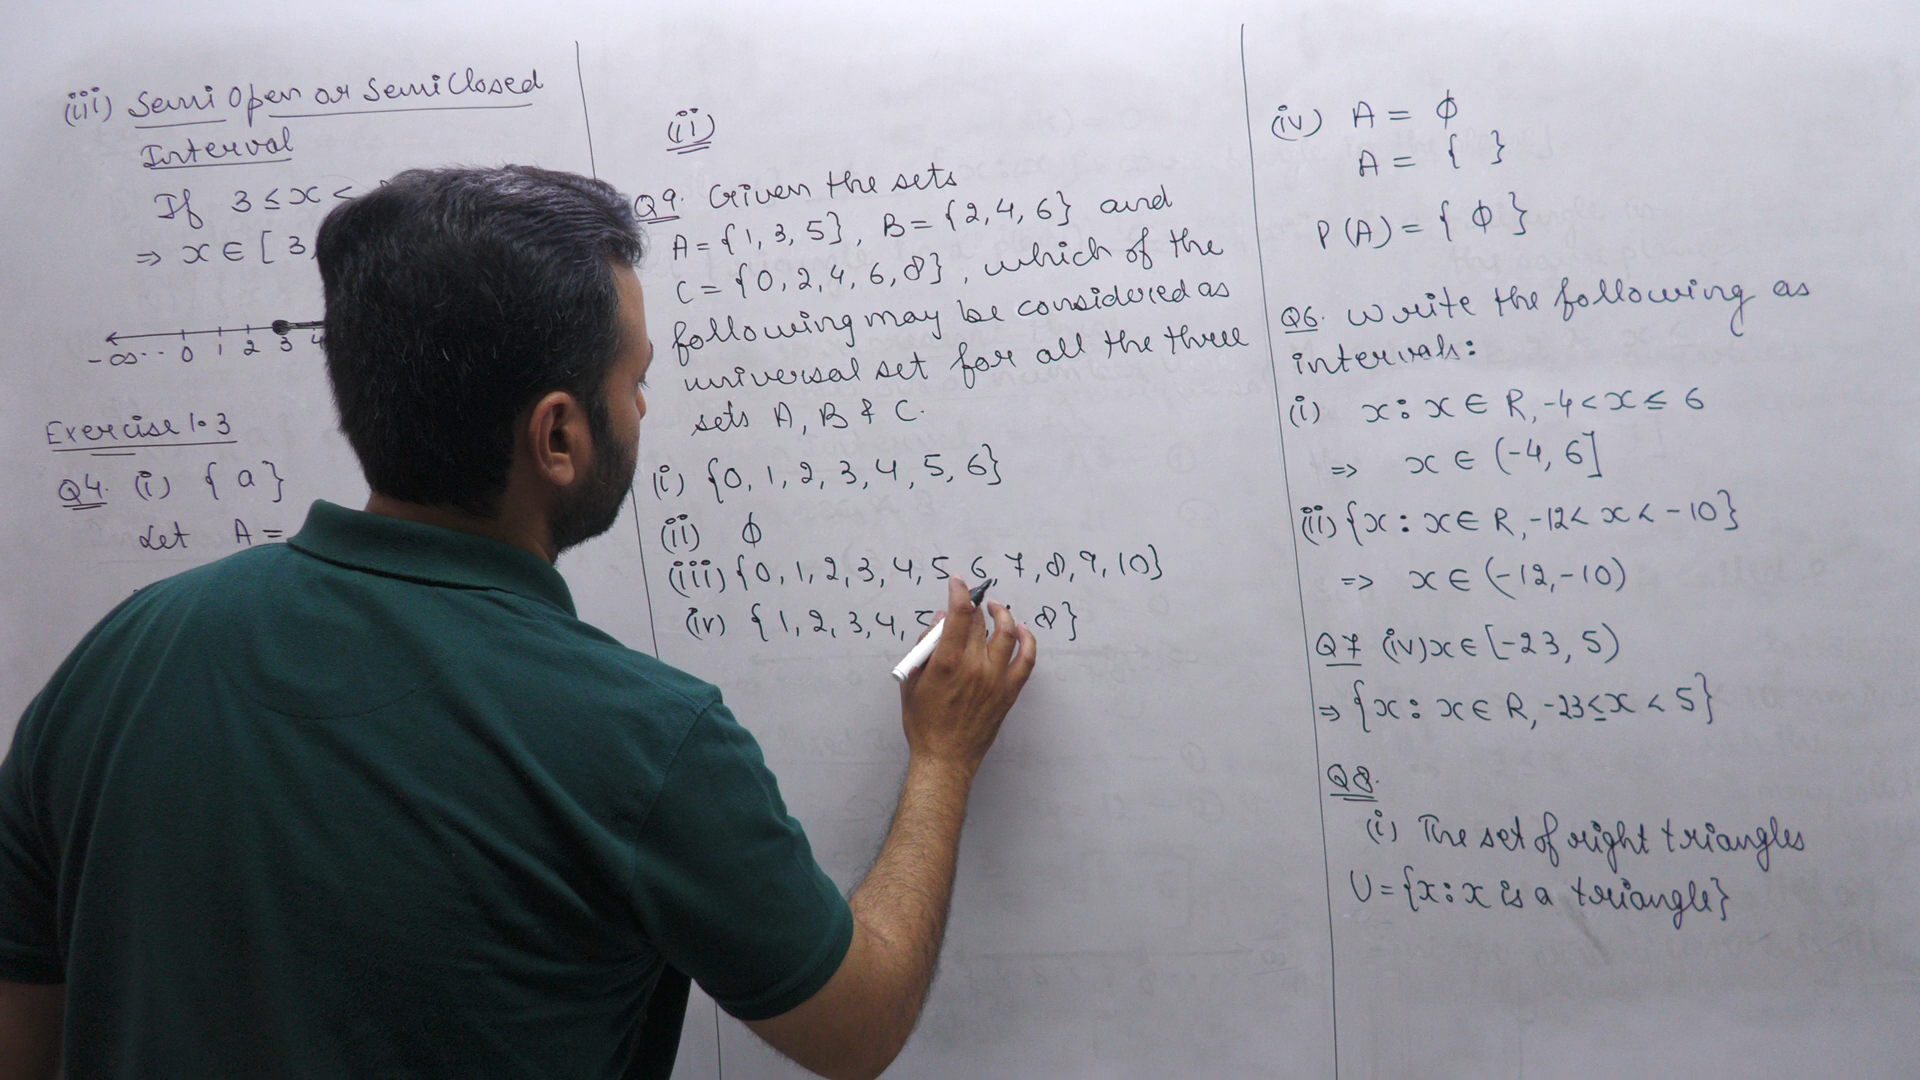 (iii) Semi Open or Semi Closed
Interval
If 3 ≤ x <
⇒ x ∈ [ 3,
-∞ .. 0 1 2 3 4
Exercise 1.3
Q4. (i) { a }
Let A =
(ii)
Q9. Given the sets
A = {1, 3, 5}, B = {2, 4, 6} and
C = {0, 2, 4, 6, 8}, which of the
following may be considered as
universal set for all the three
sets A, B & C.
(i) {0, 1, 2, 3, 4, 5, 6}
(ii) ϕ
(iii) {0, 1, 2, 3, 4, 5, 6, 7, 8, 9, 10}
(iv) { 1, 2, 3, 4, 5 , 8}
(iv) A = ϕ
A = { }
P (A) = { ϕ }
Q6. Write the following as
intervals:
(i) x : x ∈ R, -4 < x ≤ 6
⇒ x ∈ (-4, 6]
(ii) {x : x ∈ R, -12 < x < -10}
⇒ x ∈ (-12, -10)
Q7 (iv) x ∈ [-23, 5)
⇒ {x : x ∈ R, -23 ≤ x < 5}
Q8.
(i) The set of right triangles
U = {x : x is a triangle}